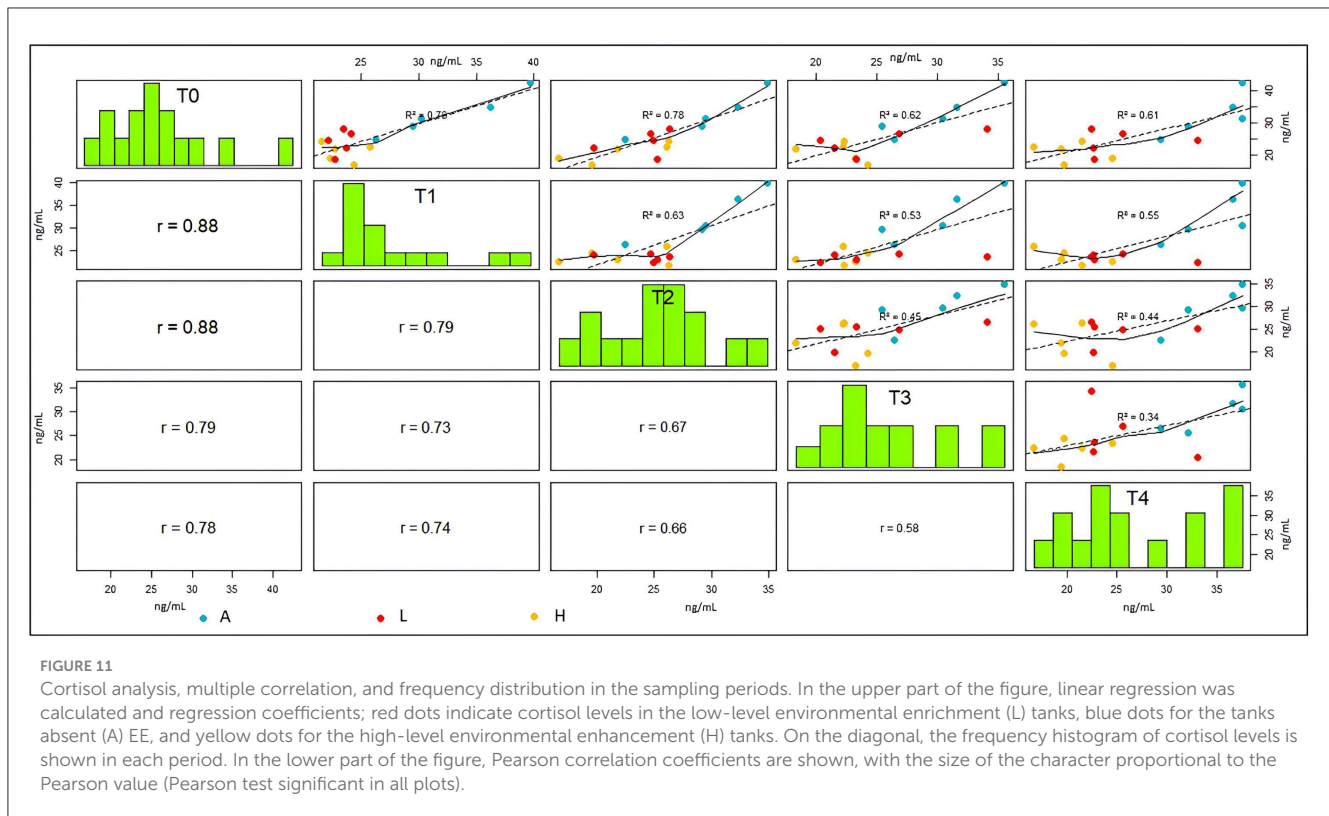 ng/mL
25 30 35 40
ng/mL
20 25 30 35
T0
R² = 0.78
R² = 0.78
R² = 0.62
R² = 0.61
20 30 40
ng/mL
ng/mL
25 30 35 40
r = 0.88
T1
R² = 0.63
R² = 0.53
R² = 0.55
r = 0.88
r = 0.79
T2
R² = 0.45
R² = 0.44
20 25 30 35
ng/mL
ng/mL
20 25 30 35
r = 0.79
r = 0.73
r = 0.67
T3
R² = 0.34
r = 0.78
r = 0.74
r = 0.66
r = 0.58
T4
20 25 30 35
ng/mL
20 25 30 35 40
ng/mL
20 25 30 35
ng/mL
20 25 30 35
ng/mL
A
L
H
FIGURE 11
Cortisol analysis, multiple correlation, and frequency distribution in the sampling periods. In the upper part of the figure, linear regression was
calculated and regression coefficients; red dots indicate cortisol levels in the low-level environmental enrichment (L) tanks, blue dots for the tanks
absent (A) EE, and yellow dots for the high-level environmental enhancement (H) tanks. On the diagonal, the frequency histogram of cortisol levels is
shown in each period. In the lower part of the figure, Pearson correlation coefficients are shown, with the size of the character proportional to the
Pearson value (Pearson test significant in all plots).